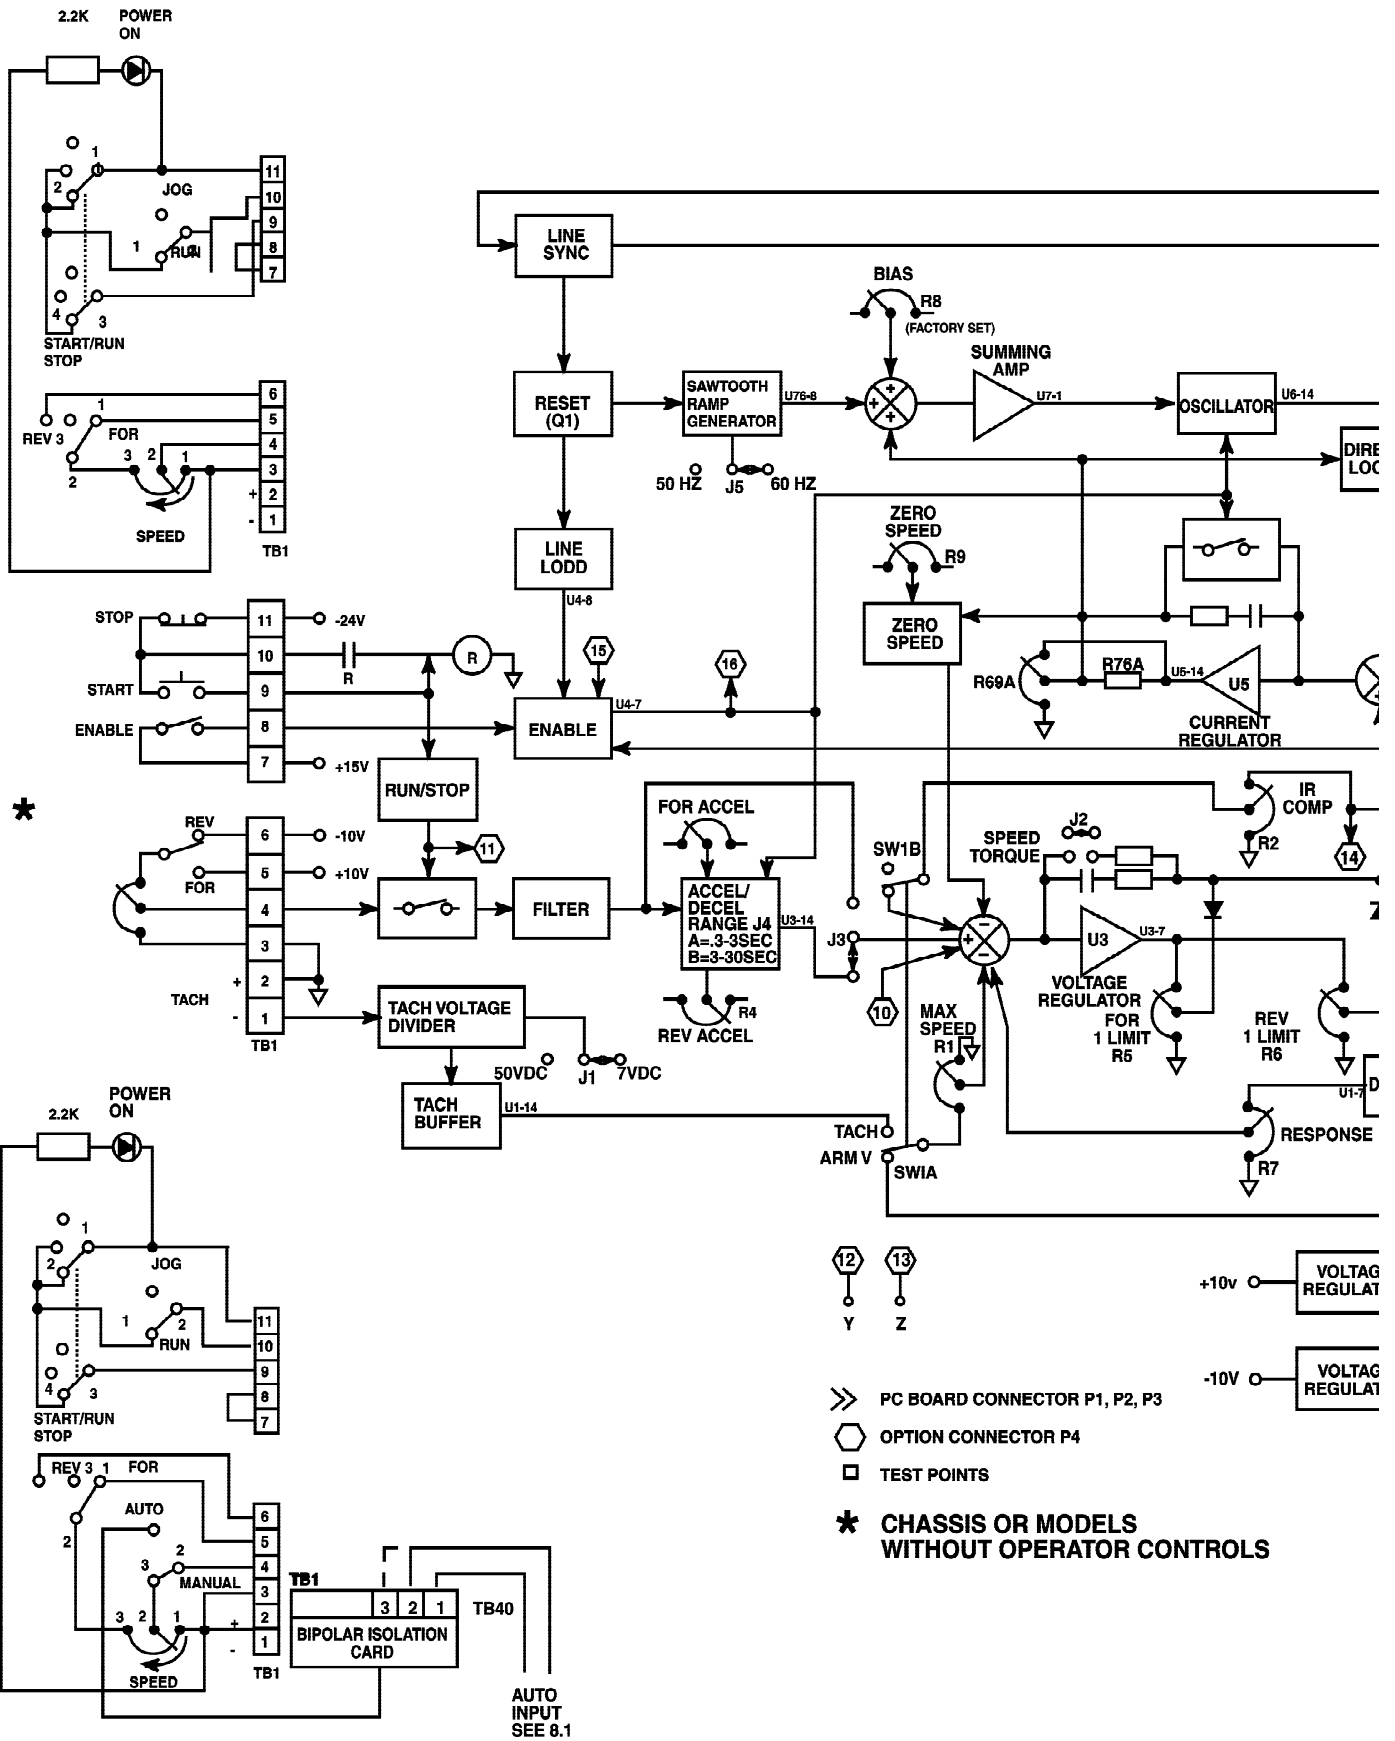 2.2K
POWER
ON
1
2
JOG
1
RUN
4
3
START/RUN
STOP
11
10
9
8
7
1
REV 3
FOR
2
3 2 1
SPEED
6
5
4
3
+ 2
- 1
TB1
LINE
SYNC
RESET
(Q1)
LINE
LODD
U4-8
SAWTOOTH
RAMP
GENERATOR
U76-8
50 HZ
J5
60 HZ
BIAS
R8
(FACTORY SET)
+
+
+
SUMMING
AMP
U7-1
OSCILLATOR
U6-14
DIRE
LOC
ZERO
SPEED
R9
ZERO
SPEED
R69A
R76A
U5-14
U5
CURRENT
REGULATOR
+
STOP
START
ENABLE
11
10
9
8
7
-24V
R
R
+15V
15
16
ENABLE
U4-7
RUN/STOP
11
*
REV
FOR
6
5
4
3
+ 2
- 1
TACH
TB1
-10V
+10V
FILTER
FOR ACCEL
ACCEL/
DECEL
RANGE J4
A=.3-3SEC
B=3-30SEC
U3-14
R4
REV ACCEL
J3
SW1B
10
−
+
−
SPEED
TORQUE
J2
IR
COMP
R2
14
U3
U3-7
VOLTAGE
REGULATOR
FOR
1 LIMIT
R5
REV
1 LIMIT
R6
MAX
SPEED
R1
TACH VOLTAGE
DIVIDER
50VDC
J1
7VDC
TACH
BUFFER
U1-14
TACH
ARM V
SWIA
U1-7
D
RESPONSE
R7
12
13
Y
Z
+10v
VOLTAG
REGULAT
-10V
VOLTAG
REGULAT
PC BOARD CONNECTOR P1, P2, P3
OPTION CONNECTOR P4
TEST POINTS
* CHASSIS OR MODELS
WITHOUT OPERATOR CONTROLS
2.2K
POWER
ON
1
2
JOG
1
2
RUN
4
3
START/RUN
STOP
11
10
9
8
7
REV 3 1 FOR
2
AUTO
2
3
MANUAL
3 2 1
SPEED
6
5
4
3
+ 2
- 1
TB1
TB1
3 2 1
TB40
BIPOLAR ISOLATION
CARD
AUTO
INPUT
SEE 8.1